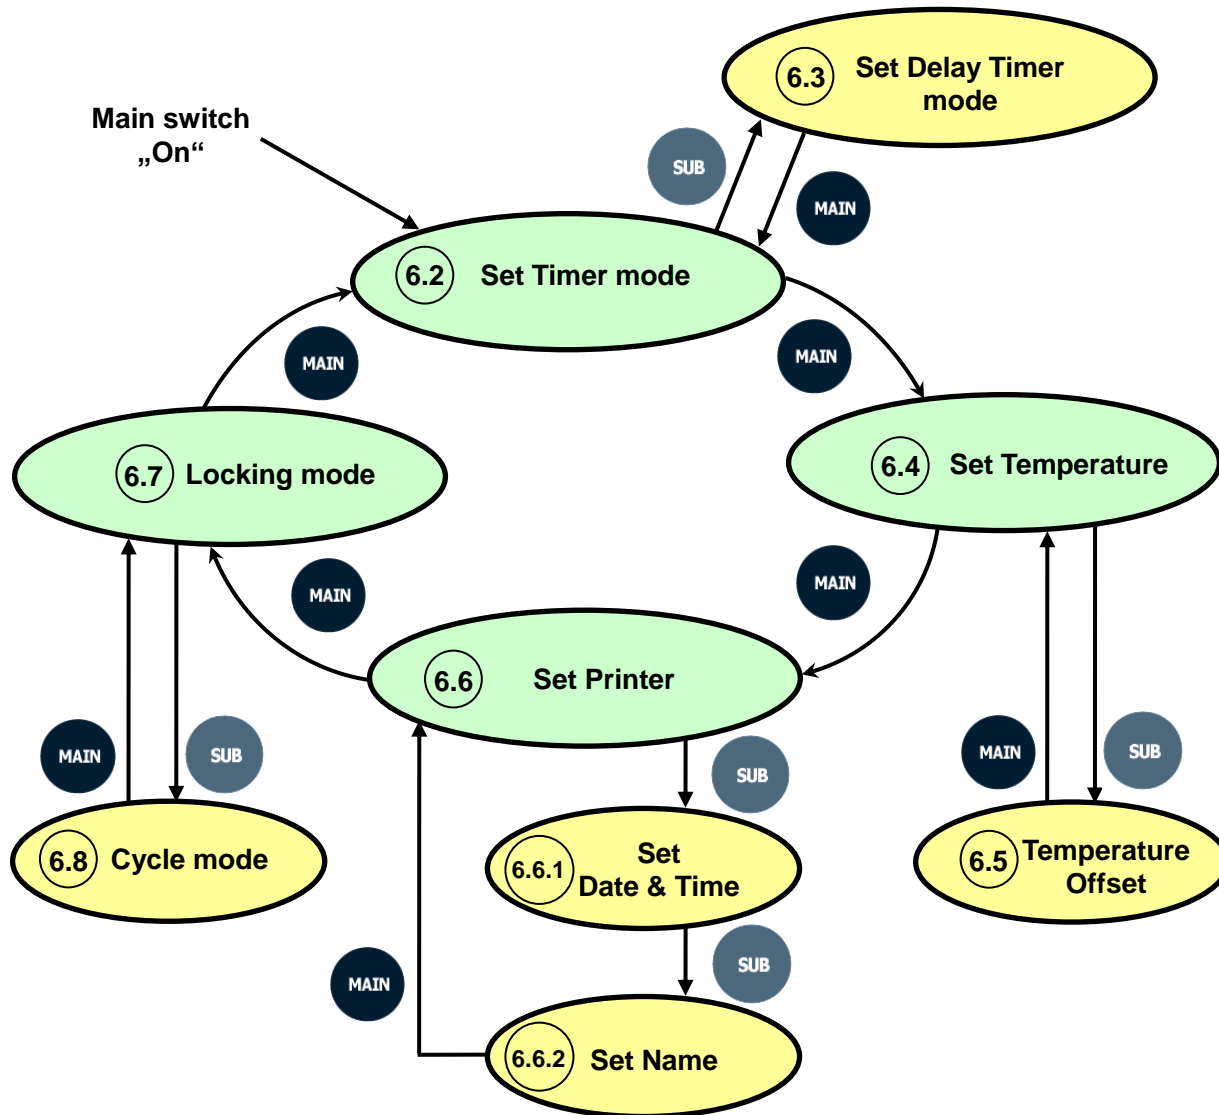 6.3
Set Delay Timer
mode
Main switch
„On“
SUB
MAIN
6.2
Set Timer mode
MAIN
MAIN
6.7
Locking mode
6.4
Set Temperature
MAIN
MAIN
6.6
Set Printer
MAIN
SUB
SUB
MAIN
SUB
6.8
Cycle mode
6.6.1
Set
Date & Time
6.5
Temperature
Offset
MAIN
SUB
6.6.2
Set Name